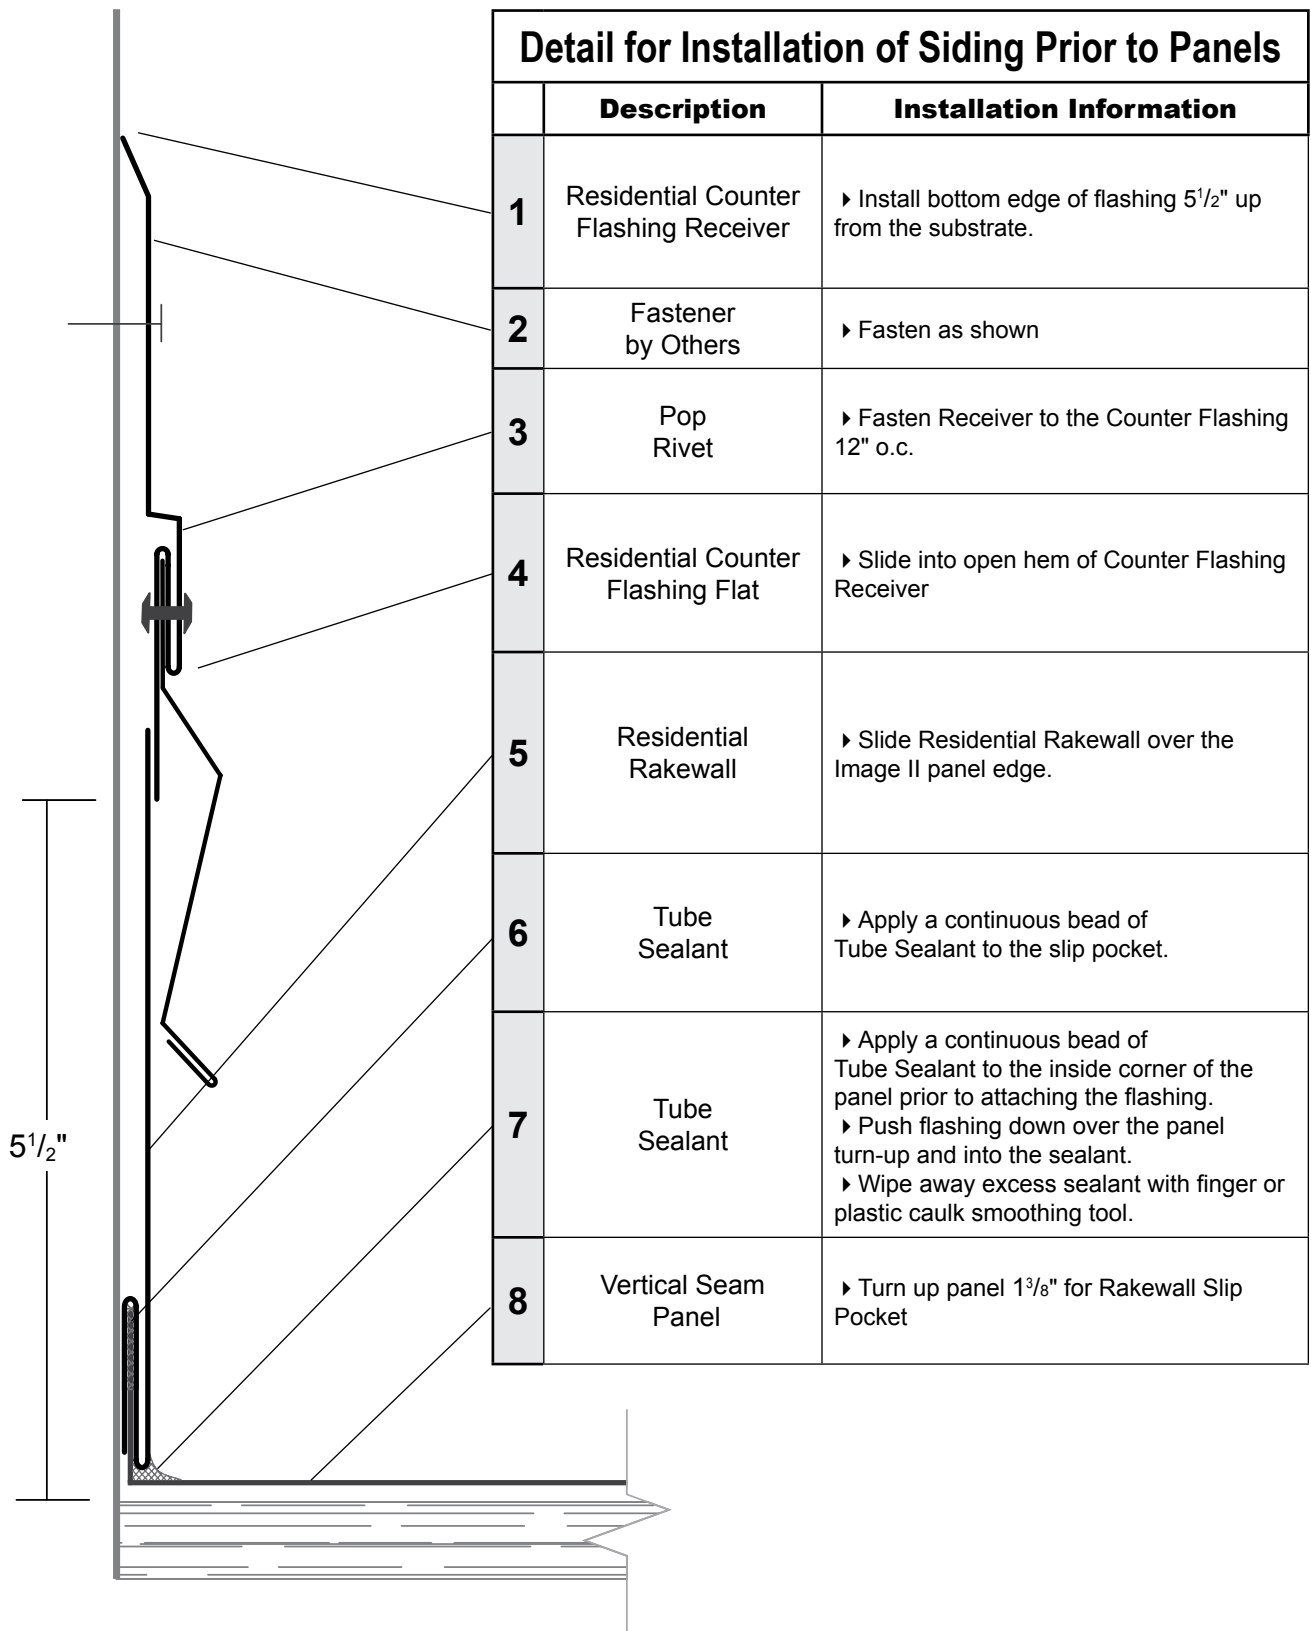 Detail for Installation of Siding Prior to Panels
Description
Installation Information
1
Residential Counter
Flashing Receiver
▸ Install bottom edge of flashing 5¹/₂" up
from the substrate.
2
Fastener
by Others
▸ Fasten as shown
3
Pop
Rivet
▸ Fasten Receiver to the Counter Flashing
12" o.c.
4
Residential Counter
Flashing Flat
▸ Slide into open hem of Counter Flashing
Receiver
5
Residential
Rakewall
▸ Slide Residential Rakewall over the
Image II panel edge.
6
Tube
Sealant
▸ Apply a continuous bead of
Tube Sealant to the slip pocket.
7
Tube
Sealant
▸ Apply a continuous bead of
Tube Sealant to the inside corner of the
panel prior to attaching the flashing.
▸ Push flashing down over the panel
turn-up and into the sealant.
▸ Wipe away excess sealant with finger or
plastic caulk smoothing tool.
8
Vertical Seam
Panel
▸ Turn up panel 1³/₈" for Rakewall Slip
Pocket
5¹/₂"